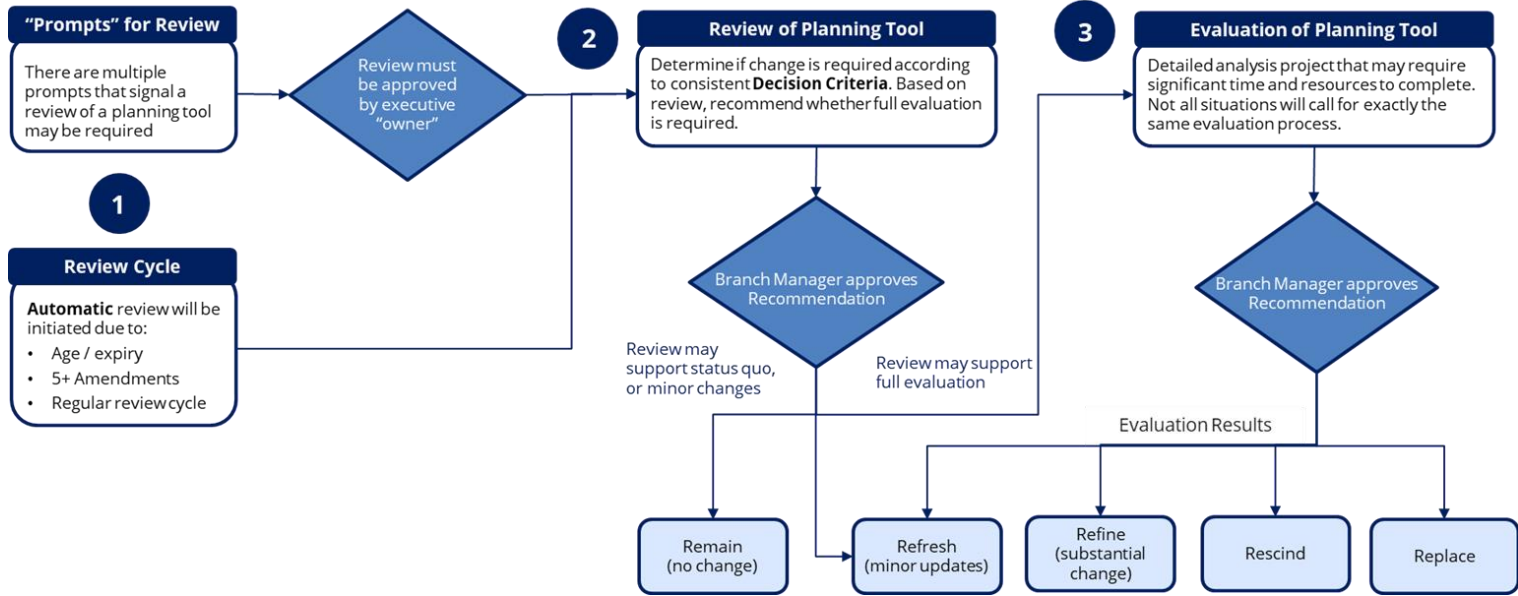 “Prompts” for Review
There are multiple
prompts that signal a
review of a planning tool
may be required
Review must
be approved
by executive
“owner”
1
Review Cycle
Automatic review will be
initiated due to:
• Age / expiry
• 5+ Amendments
• Regular review cycle
2
Review of Planning Tool
Determine if change is required according
to consistent Decision Criteria. Based on
review, recommend whether full evaluation
is required.
Branch Manager approves
Recommendation
Review may
support status quo,
or minor changes
Review may support
full evaluation
3
Evaluation of Planning Tool
Detailed analysis project that may require
significant time and resources to complete.
Not all situations will call for exactly the
same evaluation process.
Branch Manager approves
Recommendation
Evaluation Results
Remain
(no change)
Refresh
(minor updates)
Refine
(substantial
change)
Rescind
Replace